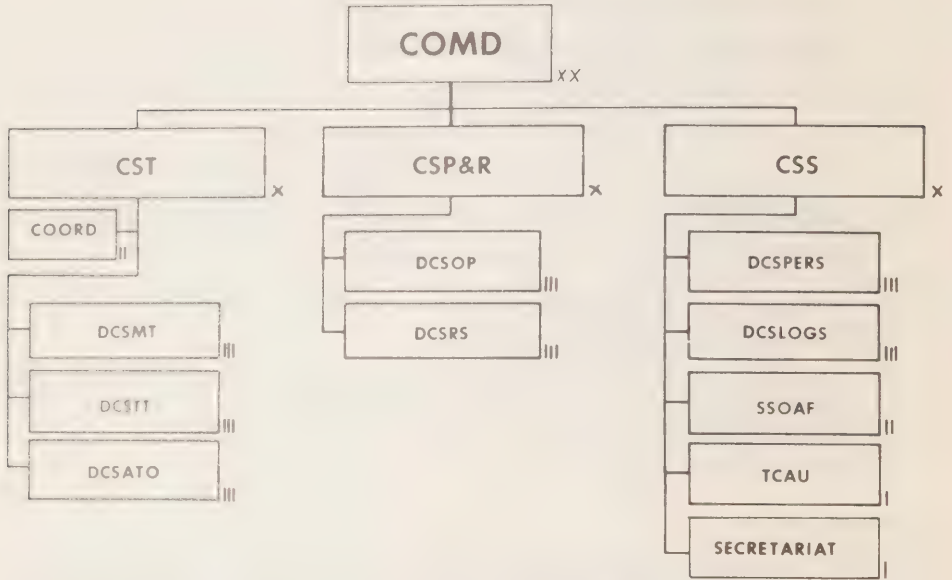 COMD
XX
CST
X
CSP&R
X
CSS
X
COORD
II
DCSMT
III
DCSTT
III
DCSATO
III
DCSOP
III
DCSRS
III
DCSPERS
III
DCSLOGS
III
SSOAF
II
TCAU
I
SECRETARIAT
I